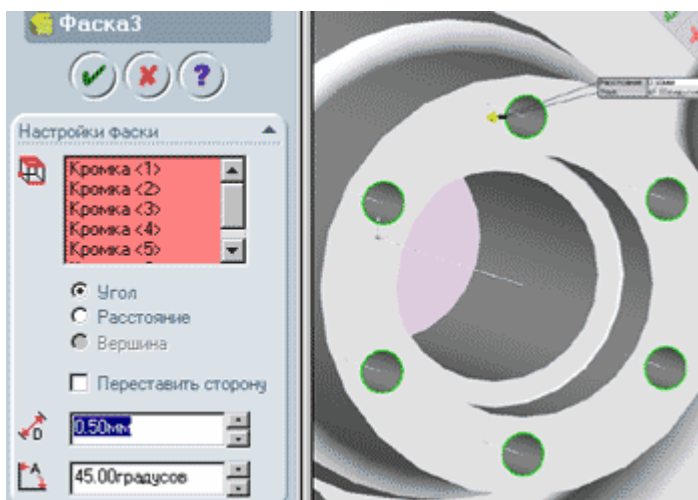 Фаска3
Настройки фаски
Кромка <1>
Кромка <2>
Кромка <3>
Кромка <4>
Кромка <5>
Угол
Расстояние
Вершина
Переставить сторону
D
0.50мм
A
45.00градусов